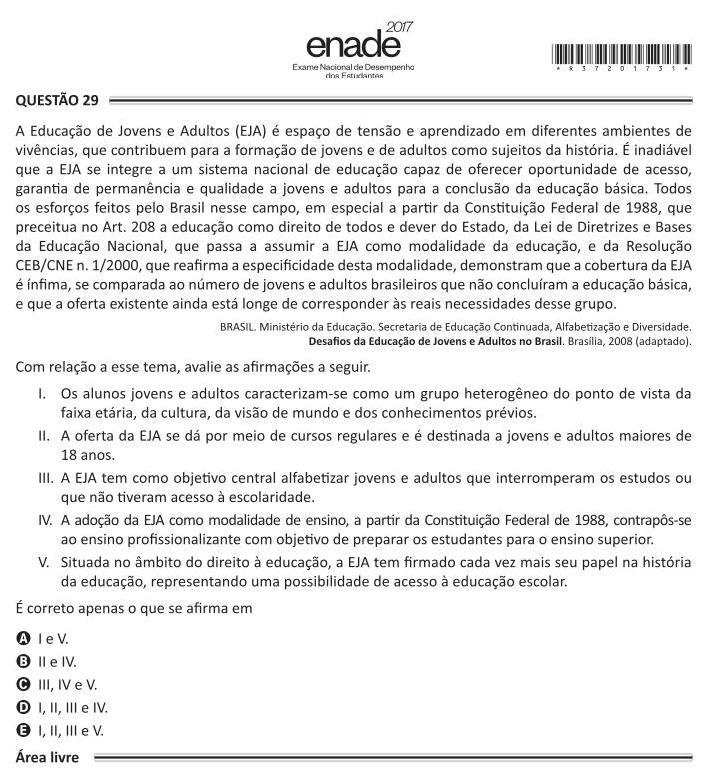 2017
enade
Exame Nacional de Desempenho
dos Estudantes
* R 3 7 2 0 1 7 3 1 *
QUESTÃO 29
A Educação de Jovens e Adultos (EJA) é espaço de tensão e aprendizado em diferentes ambientes de
vivências, que contribuem para a formação de jovens e de adultos como sujeitos da história. É inadiável
que a EJA se integre a um sistema nacional de educação capaz de oferecer oportunidade de acesso,
garantia de permanência e qualidade a jovens e adultos para a conclusão da educação básica. Todos
os esforços feitos pelo Brasil nesse campo, em especial a partir da Constituição Federal de 1988, que
preceitua no Art. 208 a educação como direito de todos e dever do Estado, da Lei de Diretrizes e Bases
da Educação Nacional, que passa a assumir a EJA como modalidade da educação, e da Resolução
CEB/CNE n. 1/2000, que reafirma a especificidade desta modalidade, demonstram que a cobertura da EJA
é ínfima, se comparada ao número de jovens e adultos brasileiros que não concluíram a educação básica,
e que a oferta existente ainda está longe de corresponder às reais necessidades desse grupo.
BRASIL. Ministério da Educação. Secretaria de Educação Continuada, Alfabetização e Diversidade.
Desafios da Educação de Jovens e Adultos no Brasil. Brasília, 2008 (adaptado).
Com relação a esse tema, avalie as afirmações a seguir.
I. Os alunos jovens e adultos caracterizam-se como um grupo heterogêneo do ponto de vista da
faixa etária, da cultura, da visão de mundo e dos conhecimentos prévios.
II. A oferta da EJA se dá por meio de cursos regulares e é destinada a jovens e adultos maiores de
18 anos.
III. A EJA tem como objetivo central alfabetizar jovens e adultos que interromperam os estudos ou
que não tiveram acesso à escolaridade.
IV. A adoção da EJA como modalidade de ensino, a partir da Constituição Federal de 1988, contrapôs-se
ao ensino profissionalizante com objetivo de preparar os estudantes para o ensino superior.
V. Situada no âmbito do direito à educação, a EJA tem firmado cada vez mais seu papel na história
da educação, representando uma possibilidade de acesso à educação escolar.
É correto apenas o que se afirma em
A I e V.
B II e IV.
C III, IV e V.
D I, II, III e IV.
E I, II, III e V.
Área livre